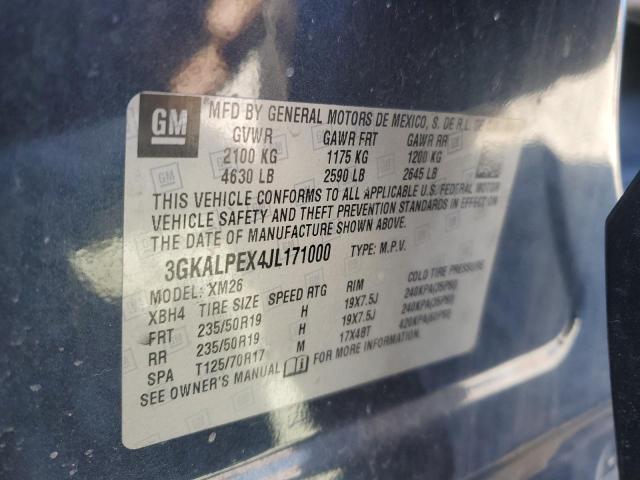 GM
MFD BY GENERAL MOTORS DE MEXICO, S. DE R.L. DE
GVWR GAWR FRT GAWR RR
2100 KG 1175 KG 1200 KG
4630 LB 2590 LB 2645 LB
THIS VEHICLE CONFORMS TO ALL APPLICABLE U.S. FEDERAL MOTOR
VEHICLE SAFETY AND THEFT PREVENTION STANDARDS IN EFFECT ON
THE DATE OF MANUFACTURE SHOWN ABOVE.
3GKALPEX4JL171000 TYPE: M.P.V.
MODEL: XM26
XBH4 TIRE SIZE SPEED RTG RIM COLD TIRE PRESSURE
FRT 235/50R19 H 19X7.5J 240KPA(35PSI)
RR 235/50R19 H 19X7.5J 240KPA(35PSI)
SPA T125/70R17 M 17X4BT 420KPA(60PSI)
SEE OWNER'S MANUAL FOR MORE INFORMATION.